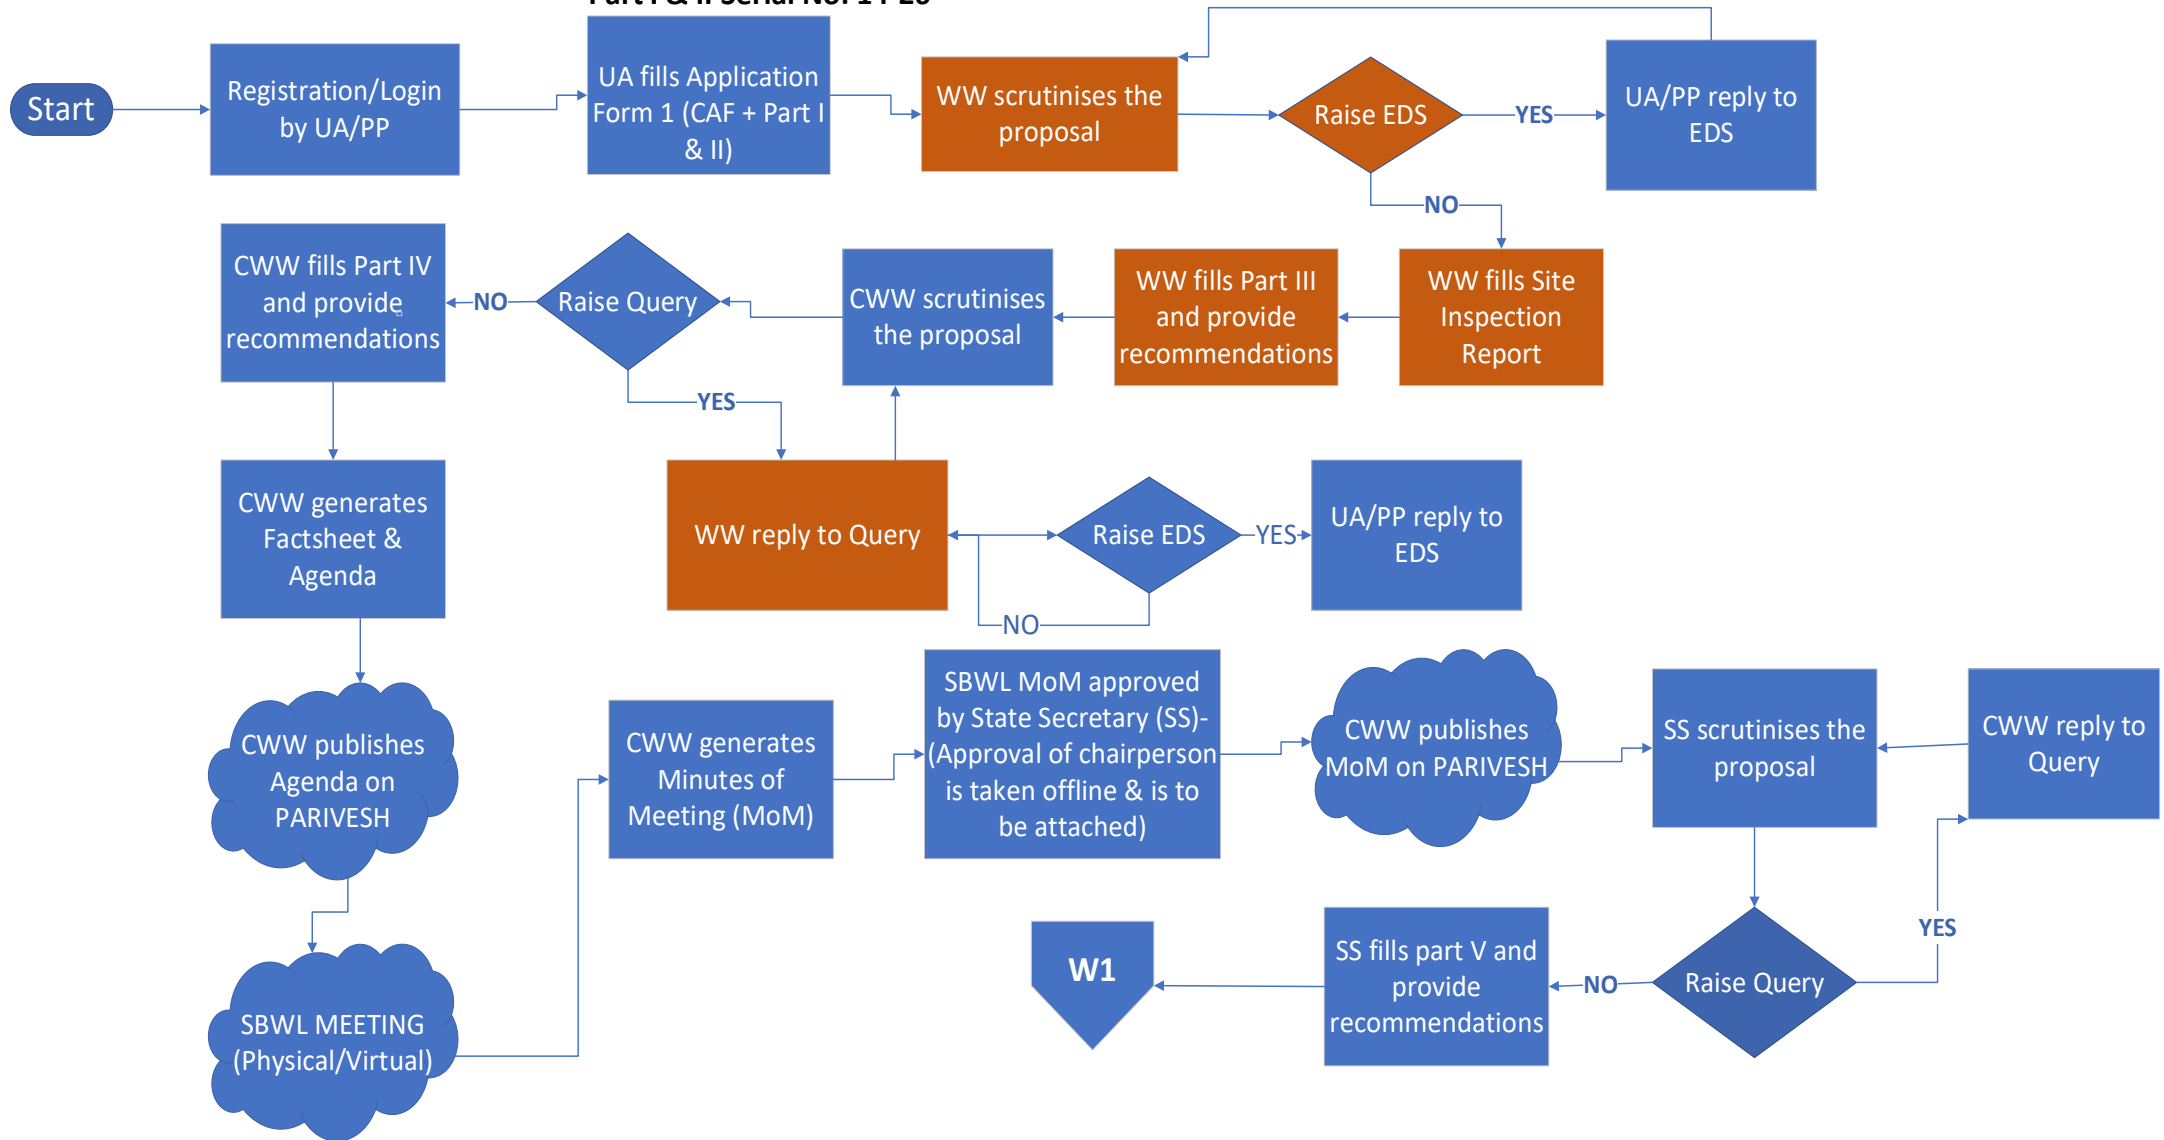 Start
Registration/Login
by UA/PP
UA fills Application
Form 1 (CAF + Part I
& II)
WW scrutinises the
proposal
Raise EDS
YES
UA/PP reply to
EDS
NO
WW fills Site
Inspection
Report
WW fills Part III
and provide
recommendations
CWW scrutinises
the proposal
Raise Query
NO
CWW fills Part IV
and provide
recommendations
YES
WW reply to Query
Raise EDS
YES
UA/PP reply to
EDS
NO
CWW generates
Factsheet &
Agenda
CWW publishes
Agenda on
PARIVESH
SBWL MEETING
(Physical/Virtual)
CWW generates
Minutes of
Meeting (MoM)
SBWL MoM approved
by State Secretary (SS)-
(Approval of chairperson
is taken offline & is to
be attached)
CWW publishes
MoM on PARIVESH
SS scrutinises the
proposal
CWW reply to
Query
YES
Raise Query
NO
SS fills part V and
provide
recommendations
W1